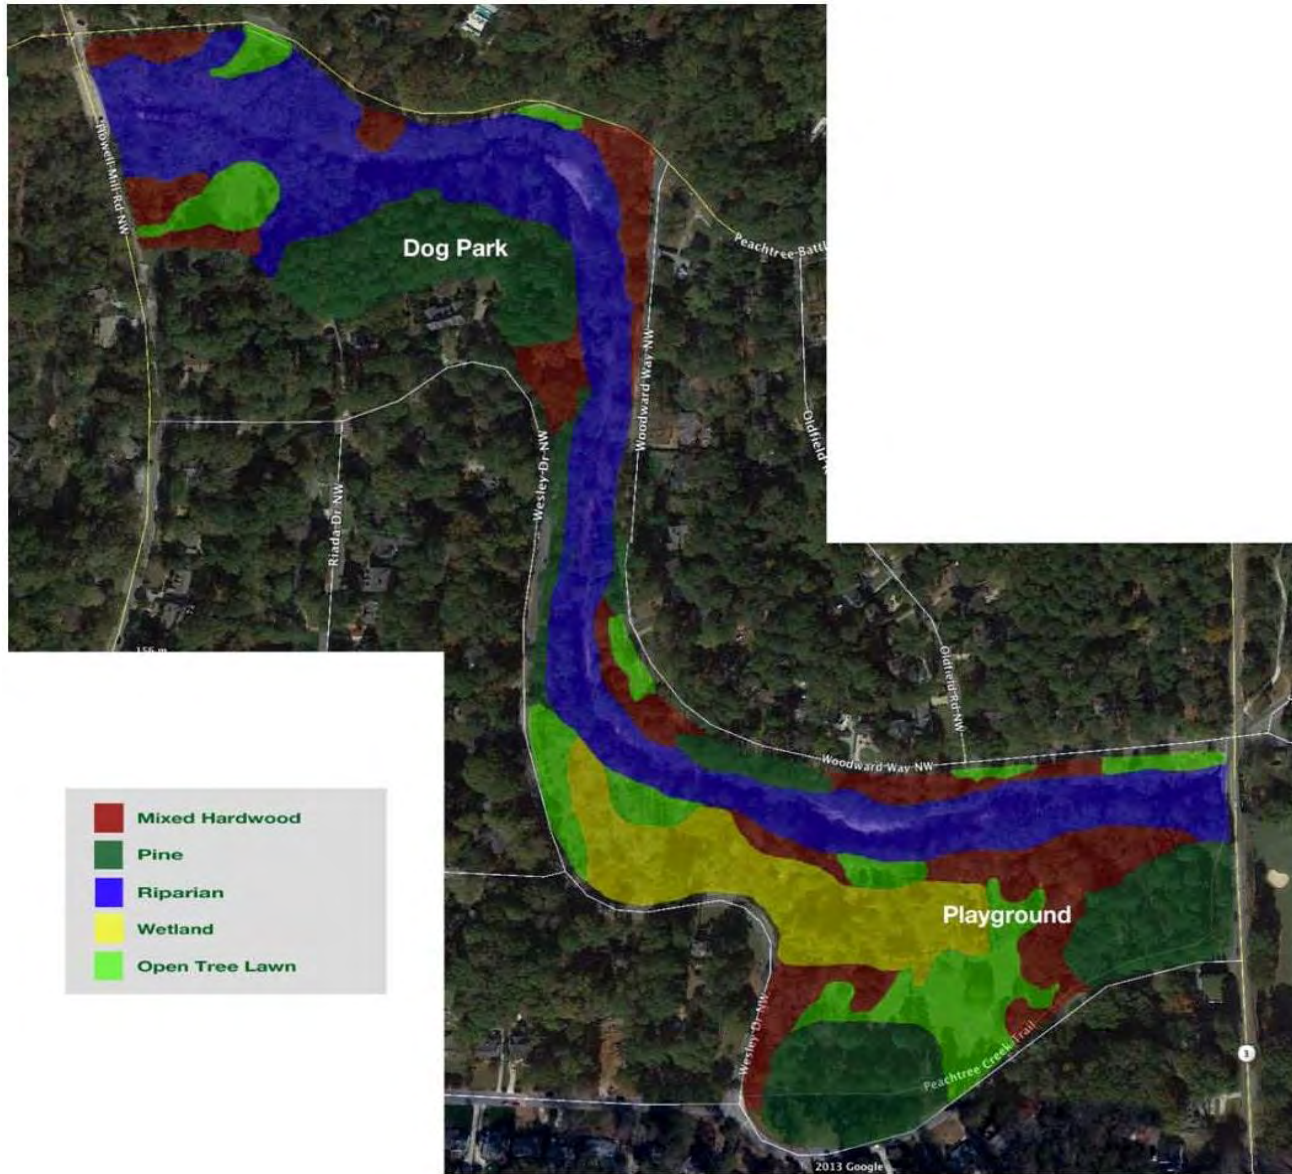 Howell Mill Rd NW
Dog Park
Peachtree Battl
Woodward Way NW
Oldfield
Wesley Dr NW
Riada Dr NW
156 m
Oldfield Rd NW
Woodward Way NW
Mixed Hardwood
Pine
Riparian
Wetland
Open Tree Lawn
Playground
Wesley Dr NW
Peachtree Creek Trail
3
2013 Google